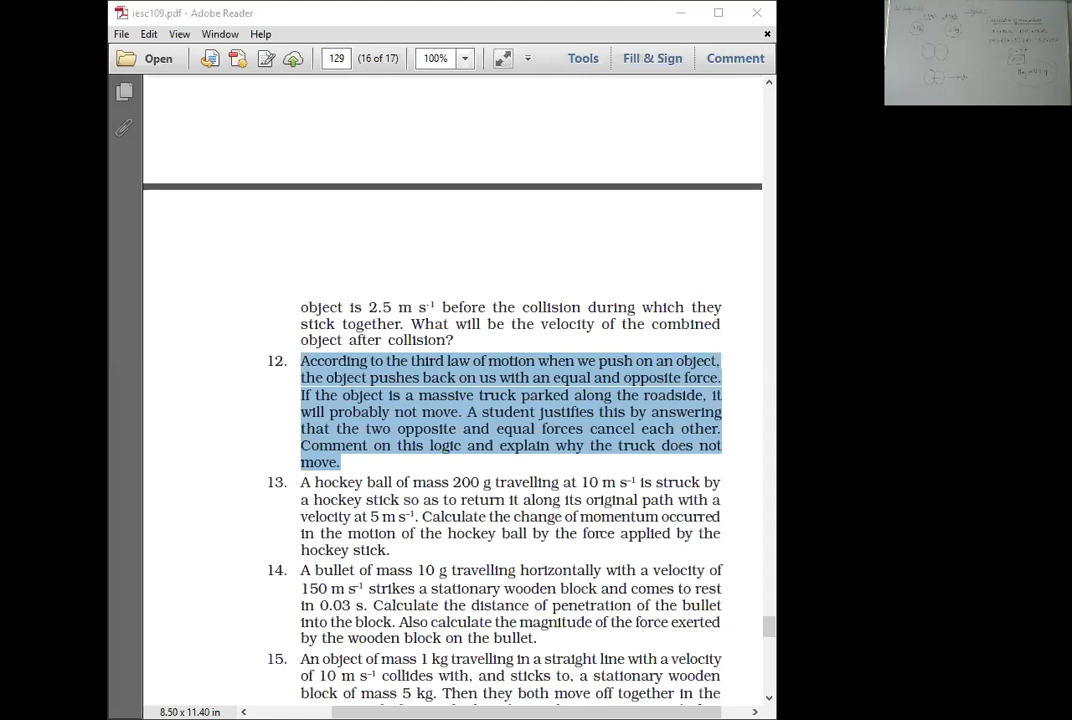 iesc109.pdf - Adobe Reader
File Edit View Window Help
Open 129 (16 of 17) 100% Tools Fill & Sign Comment
object is 2.5 m s⁻¹ before the collision during which they
stick together. What will be the velocity of the combined
object after collision?
12. According to the third law of motion when we push on an object,
the object pushes back on us with an equal and opposite force.
If the object is a massive truck parked along the roadside, it
will probably not move. A student justifies this by answering
that the two opposite and equal forces cancel each other.
Comment on this logic and explain why the truck does not
move.
13. A hockey ball of mass 200 g travelling at 10 m s⁻¹ is struck by
a hockey stick so as to return it along its original path with a
velocity at 5 m s⁻¹. Calculate the change of momentum occurred
in the motion of the hockey ball by the force applied by the
hockey stick.
14. A bullet of mass 10 g travelling horizontally with a velocity of
150 m s⁻¹ strikes a stationary wooden block and comes to rest
in 0.03 s. Calculate the distance of penetration of the bullet
into the block. Also calculate the magnitude of the force exerted
by the wooden block on the bullet.
15. An object of mass 1 kg travelling in a straight line with a velocity
of 10 m s⁻¹ collides with, and sticks to, a stationary wooden
block of mass 5 kg. Then they both move off together in the
8.50 x 11.40 in